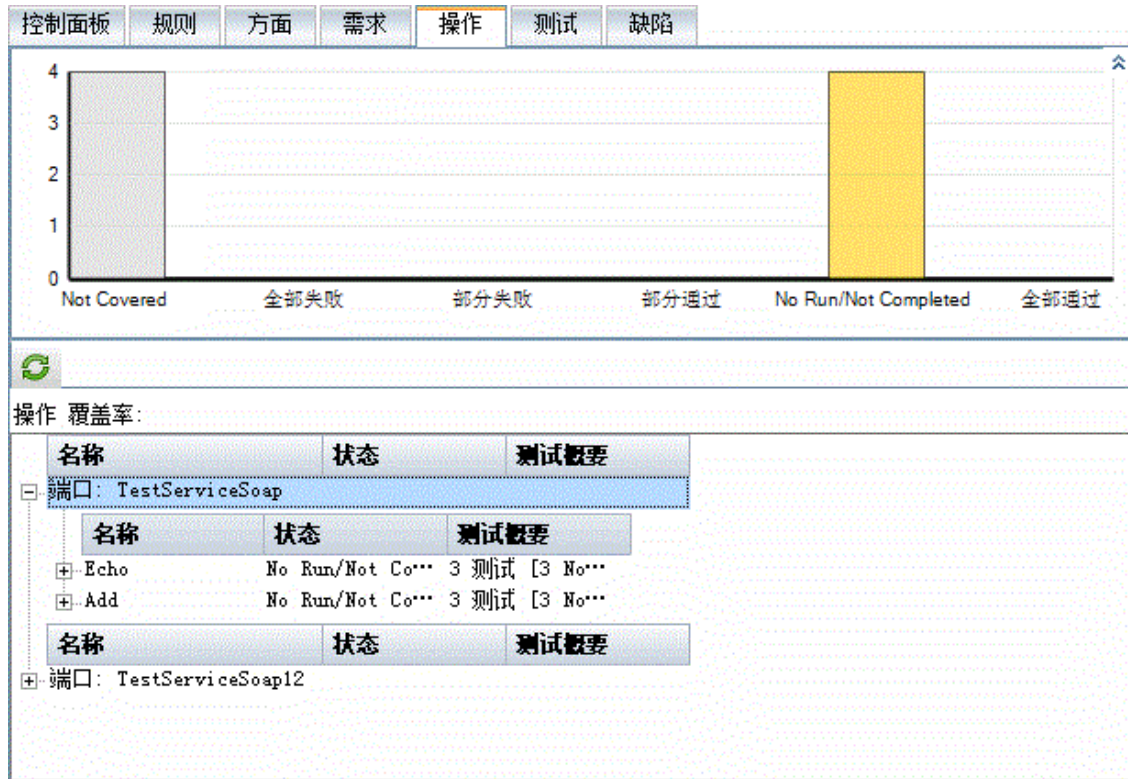 控制面板 规则 方面 需求 操作 测试 缺陷
4
3
2
1
0
Not Covered 全部失败 部分失败 部分通过 No Run/Not Completed 全部通过
操作 覆盖率:
名称 状态 测试概要
端口: TestServiceSoap
名称 状态 测试概要
Echo No Run/Not Co… 3 测试 [3 No…
Add No Run/Not Co… 3 测试 [3 No…
名称 状态 测试概要
端口: TestServiceSoap12